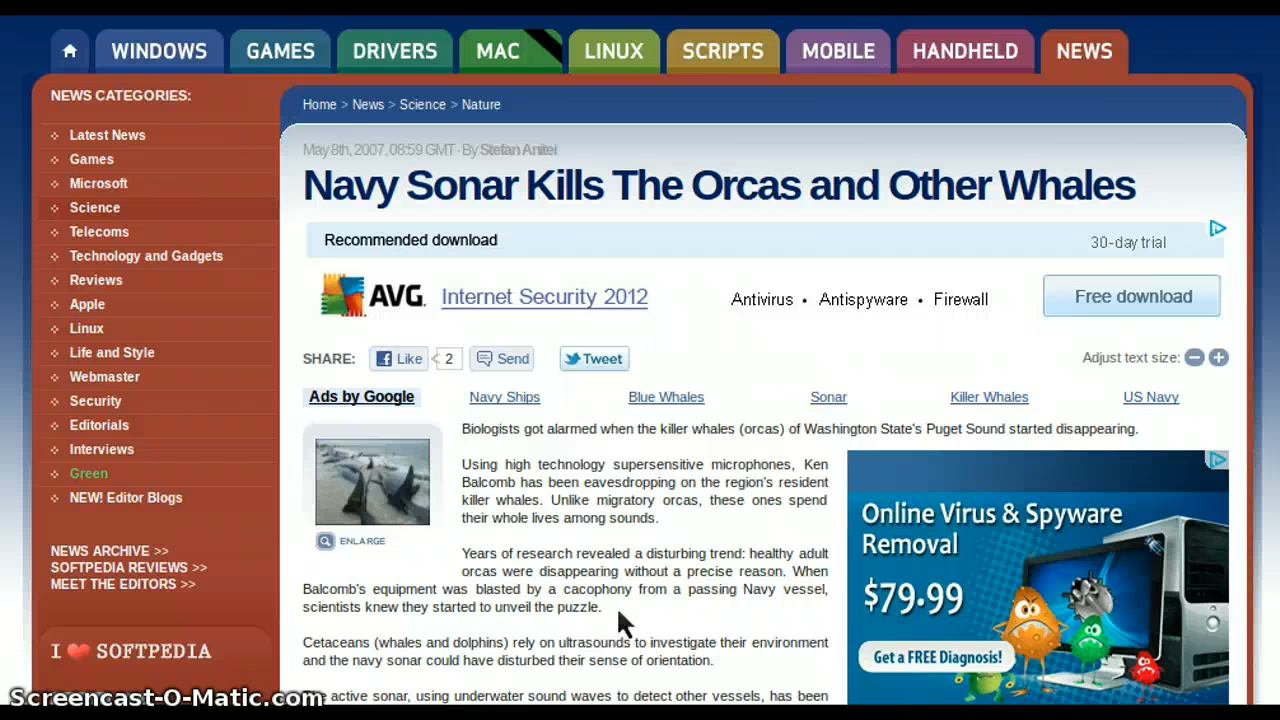 WINDOWS GAMES DRIVERS MAC LINUX SCRIPTS MOBILE HANDHELD NEWS
NEWS CATEGORIES:
Latest News
Games
Microsoft
Science
Telecoms
Technology and Gadgets
Reviews
Apple
Linux
Life and Style
Webmaster
Security
Editorials
Interviews
Green
NEW! Editor Blogs
NEWS ARCHIVE >>
SOFTPEDIA REVIEWS >>
MEET THE EDITORS >>
I SOFTPEDIA
Home > News > Science > Nature
May 8th, 2007, 08:59 GMT · By Stefan Anitei
Navy Sonar Kills The Orcas and Other Whales
Recommended download
30-day trial
AVG. Internet Security 2012 Antivirus • Antispyware • Firewall Free download
SHARE: Like 2 Send Tweet Adjust text size:
Ads by Google Navy Ships Blue Whales Sonar Killer Whales US Navy
ENLARGE
Biologists got alarmed when the killer whales (orcas) of Washington State's Puget Sound started disappearing.
Using high technology supersensitive microphones, Ken
Balcomb has been eavesdropping on the region's resident
killer whales. Unlike migratory orcas, these ones spend
their whole lives among sounds.
Years of research revealed a disturbing trend: healthy adult
orcas were disappearing without a precise reason. When
Balcomb's equipment was blasted by a cacophony from a passing Navy vessel,
scientists knew they started to unveil the puzzle.
Cetaceans (whales and dolphins) rely on ultrasounds to investigate their environment
and the navy sonar could have disturbed their sense of orientation.
active sonar, using underwater sound waves to detect other vessels, has been
Online Virus & Spyware
Removal
$79.99
Get a FREE Diagnosis!
Screencast-O-Matic.com